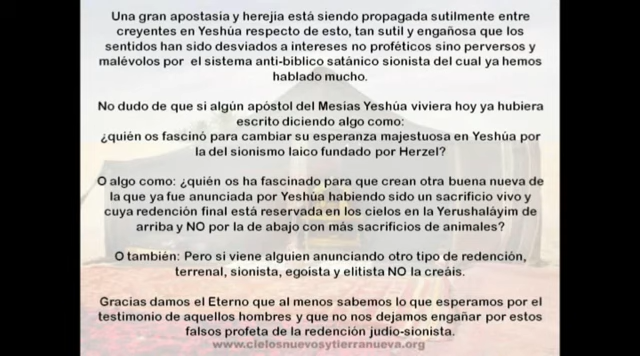 Una gran apostasia y herejía está siendo propagada sutilmente entre
creyentes en Yeshúa respecto de esto, tan sutil y engañosa que los
sentidos han sido desviados a intereses no proféticos sino perversos y
malévolos por  el sistema anti-biblico satánico sionista del cual ya hemos
hablado mucho.
No dudo de que si algún apóstol del Mesías Yeshúa viviera hoy ya hubiera
escrito diciendo algo como:
¿quién os fascinó para cambiar su esperanza majestuosa en Yeshúa por
la del sionismo laico fundado por Herzel?
O algo como: ¿quién os ha fascinado para que crean otra buena nueva de
la que ya fue anunciada por Yeshúa habiendo sido un sacrificio vivo y
cuya redención final está reservada en los cielos en la Yerushaláyim de
arriba y NO por la de abajo con más sacrificios de animales?
O también: Pero si viene alguien anunciando otro tipo de redención,
terrenal, sionista, egoísta y elitista NO la creáis.
Gracias damos el Eterno que al menos sabemos lo que esperamos por el
testimonio de aquellos hombres y que no nos dejamos engañar por estos
falsos profeta de la redención judio-sionista.
www.cielosnuevosytierranueva.org